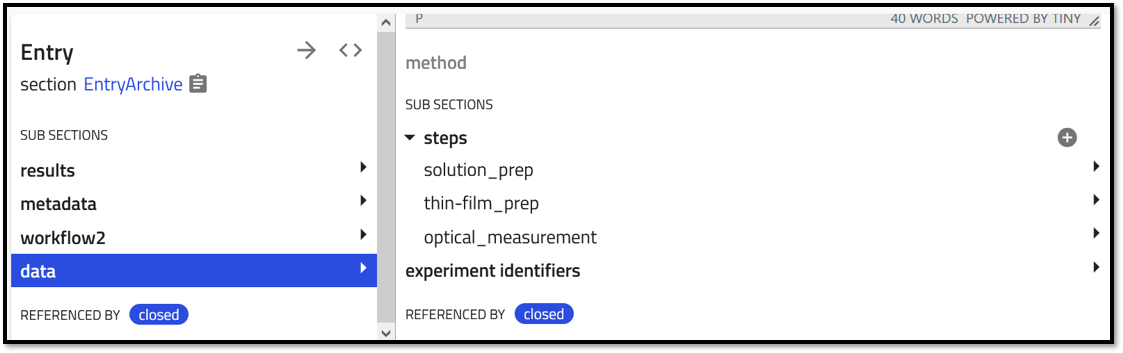 Entry
section EntryArchive
SUB SECTIONS
results
metadata
workflow2
data
REFERENCED BY closed
P 40 WORDS POWERED BY TINY
method
SUB SECTIONS
steps
solution_prep
thin-film_prep
optical_measurement
experiment identifiers
REFERENCED BY closed